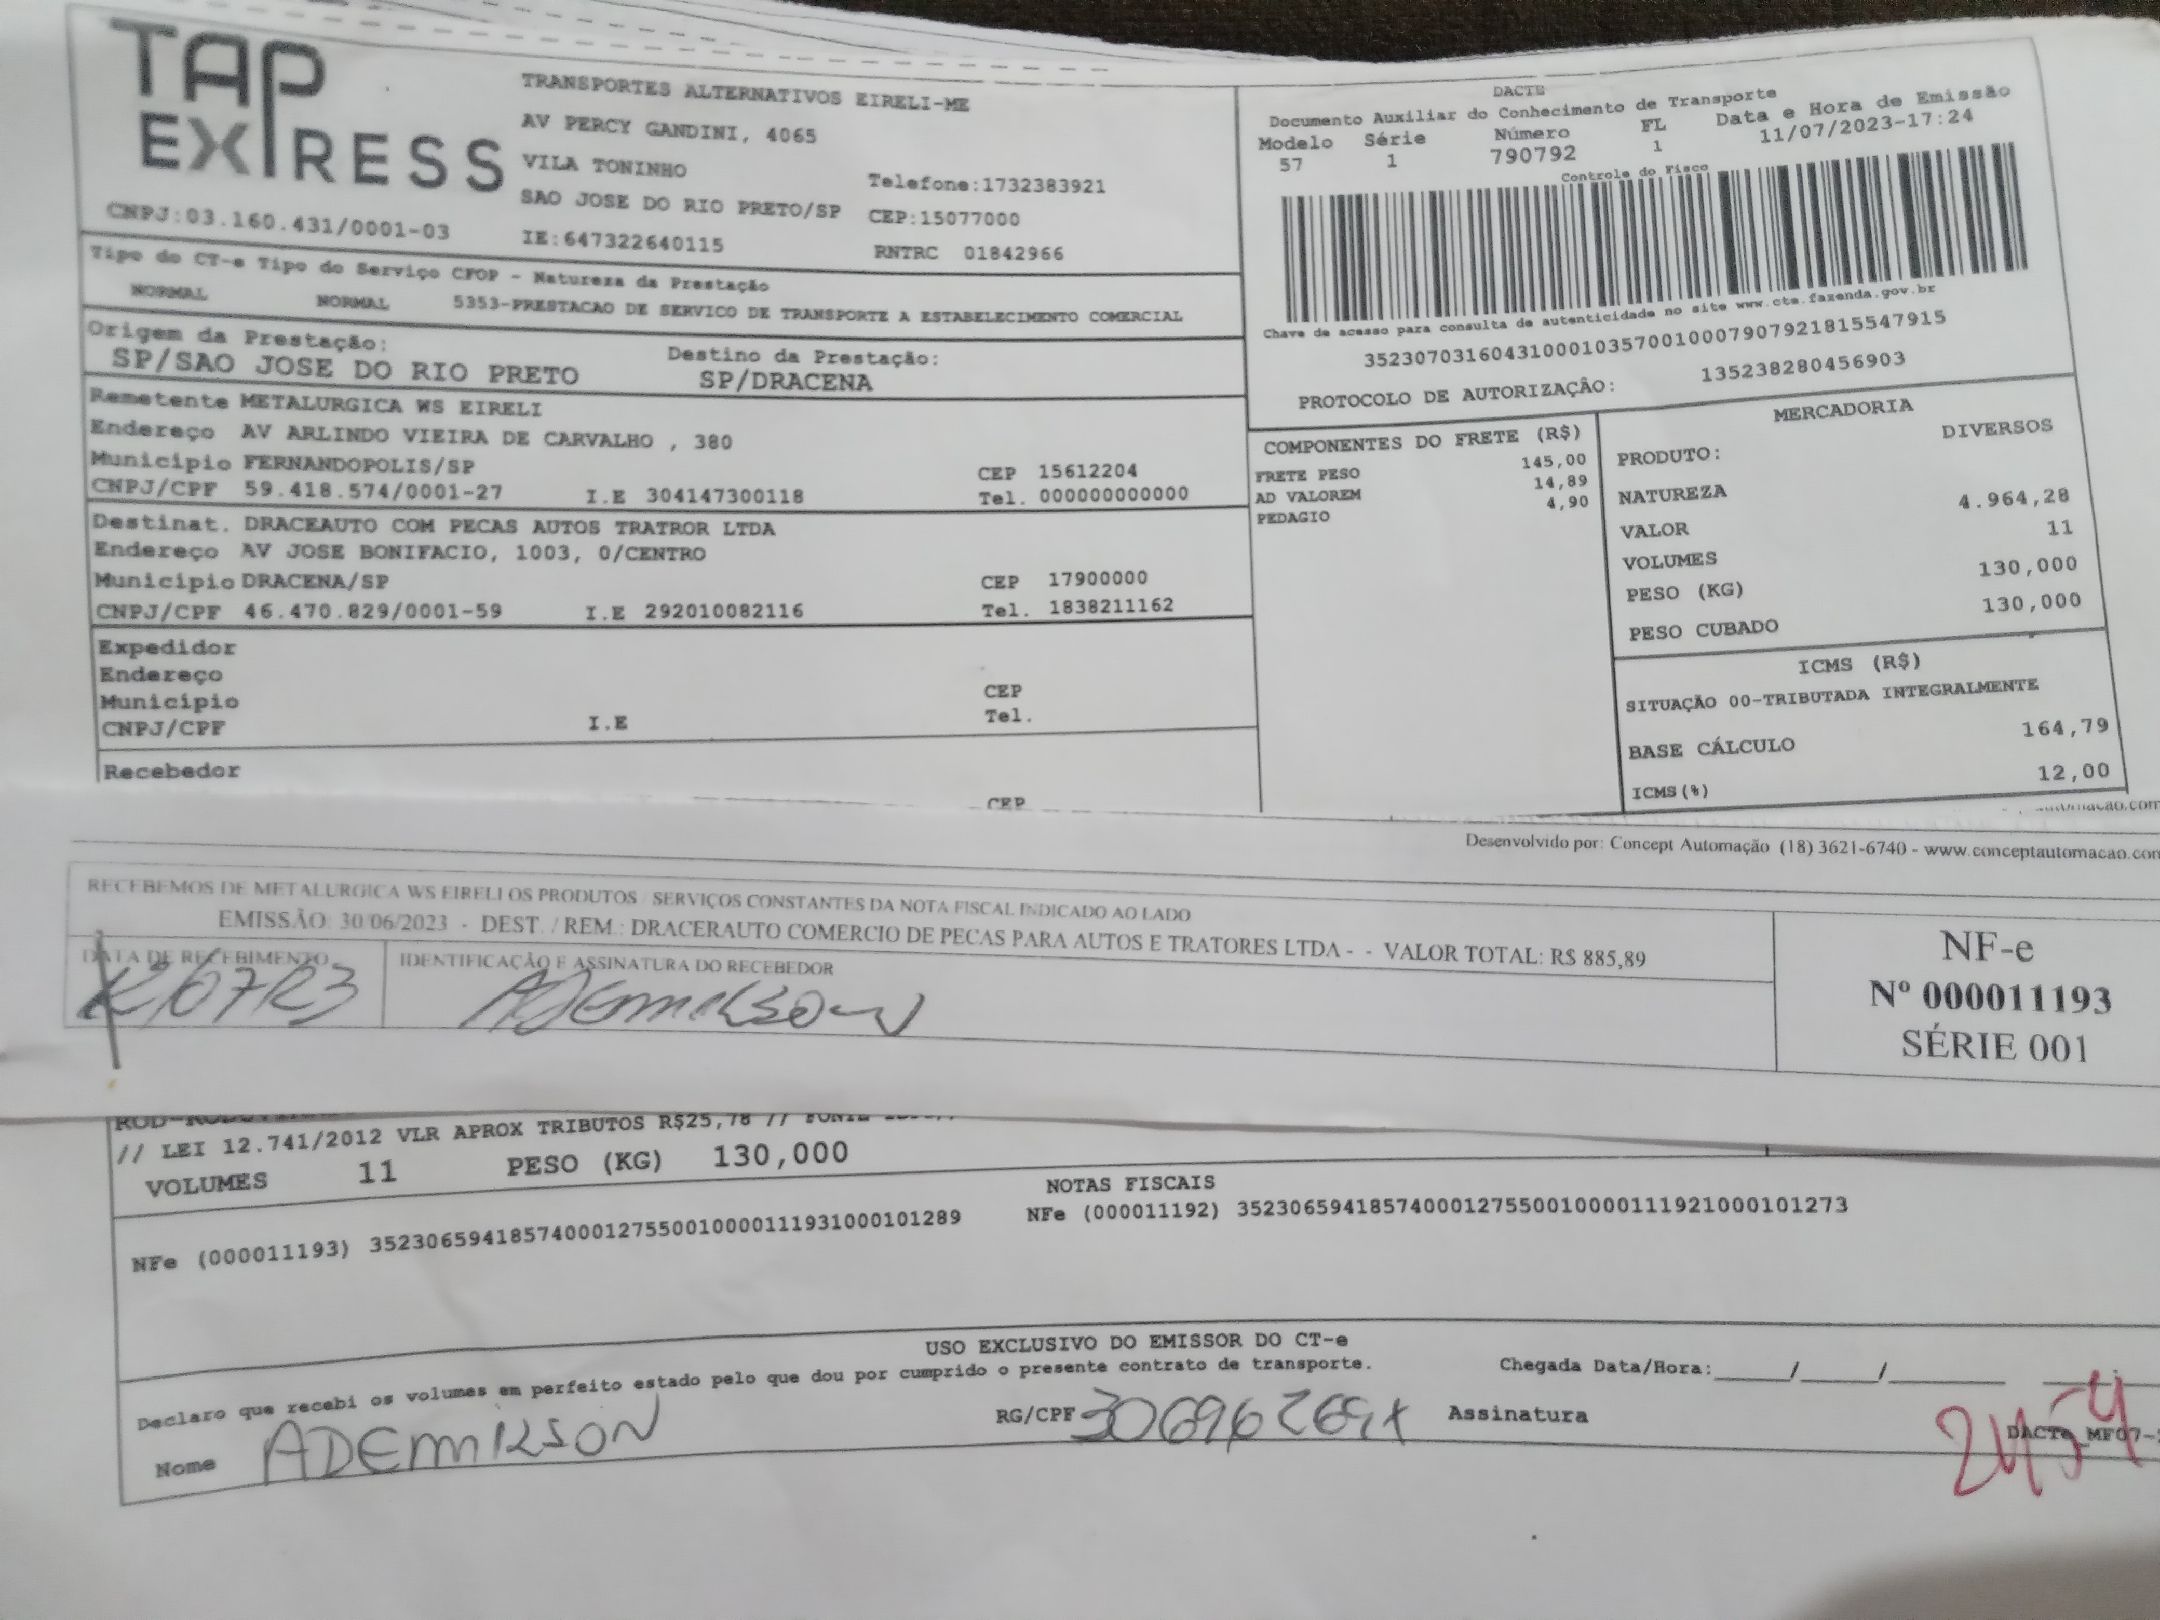 TAP
EXPRESS
TRANSPORTES ALTERNATIVOS EIRELI-ME
AV PERCY GANDINI, 4065
VILA TONINHO
Telefone:1732383921
SAO JOSE DO RIO PRETO/SP CEP:15077000
CNPJ:03.160.431/0001-03 IE:647322640115 RNTRC 01842966
Tipo do CT-e Tipo do Serviço CFOP - Natureza da Prestação
NORMAL NORMAL 5353-PRESTACAO DE SERVICO DE TRANSPORTE A ESTABELECIMENTO COMERCIAL
Origem da Prestação: Destino da Prestação:
SP/SAO JOSE DO RIO PRETO SP/DRACENA
Remetente METALURGICA WS EIRELI
Endereço AV ARLINDO VIEIRA DE CARVALHO , 380
Município FERNANDOPOLIS/SP CEP 15612204
CNPJ/CPF 59.418.574/0001-27 I.E 304147300118 Tel. 000000000000
Destinat. DRACEAUTO COM PECAS AUTOS TRATROR LTDA
Endereço AV JOSE BONIFACIO, 1003, 0/CENTRO
Município DRACENA/SP CEP 17900000
CNPJ/CPF 46.470.829/0001-59 I.E 292010082116 Tel. 1838211162
Expedidor
Endereço
Município CEP
CNPJ/CPF I.E Tel.
Recebedor
CEP
DACTE
Documento Auxiliar do Conhecimento de Transporte
Modelo Série Número FL Data e Hora de Emissão
57 1 790792 1 11/07/2023-17:24
Controle do Fisco
Chave de acesso para consulta de autenticidade no site www.cte.fazenda.gov.br
35230703160431000103570010007907921815547915
PROTOCOLO DE AUTORIZAÇÃO: 135238280456903
COMPONENTES DO FRETE (R$)
FRETE PESO 145,00
AD VALOREM 14,89
PEDAGIO 4,90
MERCADORIA
PRODUTO: DIVERSOS
NATUREZA
VALOR 4.964,28
VOLUMES 11
PESO (KG) 130,000
PESO CUBADO 130,000
ICMS (R$)
SITUAÇÃO 00-TRIBUTADA INTEGRALMENTE
BASE CÁLCULO 164,79
ICMS(%) 12,00
Desenvolvido por: Concept Automação (18) 3621-6740 - www.conceptautomacao.com
RECEBEMOS DE METALURGICA WS EIRELI OS PRODUTOS / SERVIÇOS CONSTANTES DA NOTA FISCAL INDICADO AO LADO
EMISSÃO: 30/06/2023 - DEST. / REM.: DRACERAUTO COMERCIO DE PECAS PARA AUTOS E TRATORES LTDA - - VALOR TOTAL: R$ 885,89
DATA DE RECEBIMENTO IDENTIFICAÇÃO E ASSINATURA DO RECEBEDOR
ADEMILSON
NF-e
Nº 000011193
SÉRIE 001
// LEI 12.741/2012 VLR APROX TRIBUTOS R$25,78 // FONTE
VOLUMES 11 PESO (KG) 130,000
NOTAS FISCAIS
NFe (000011193) 35230659418574000127550010000111931000101289 NFe (000011192) 35230659418574000127550010000111921000101273
USO EXCLUSIVO DO EMISSOR DO CT-e
Declaro que recebi os volumes em perfeito estado pelo que dou por cumprido o presente contrato de transporte. Chegada Data/Hora:_____/_____/________
Nome ADEMILSON RG/CPF Assinatura